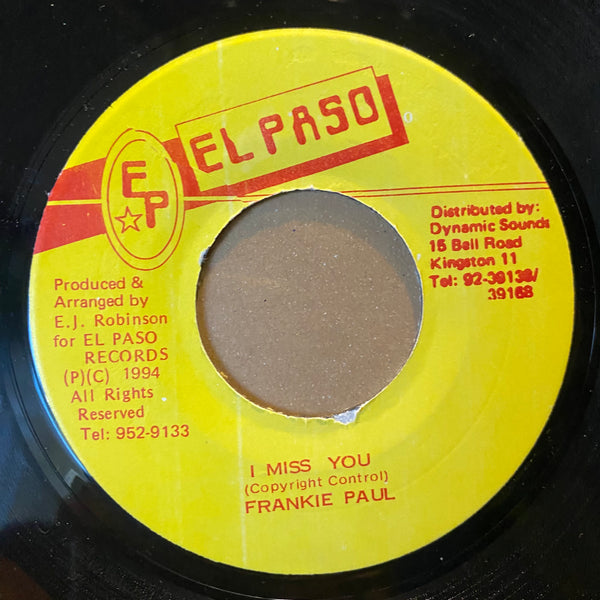 EL PASO
EP
Distributed by:
Dynamic Sounds
15 Bell Road
Kingston 11
Tel: 92-39138/
39168
Produced &
Arranged by
E.J. Robinson
for EL PASO
RECORDS
(P)(C) 1994
All Rights
Reserved
Tel: 952-9133
I MISS YOU
(Copyright Control)
FRANKIE PAUL